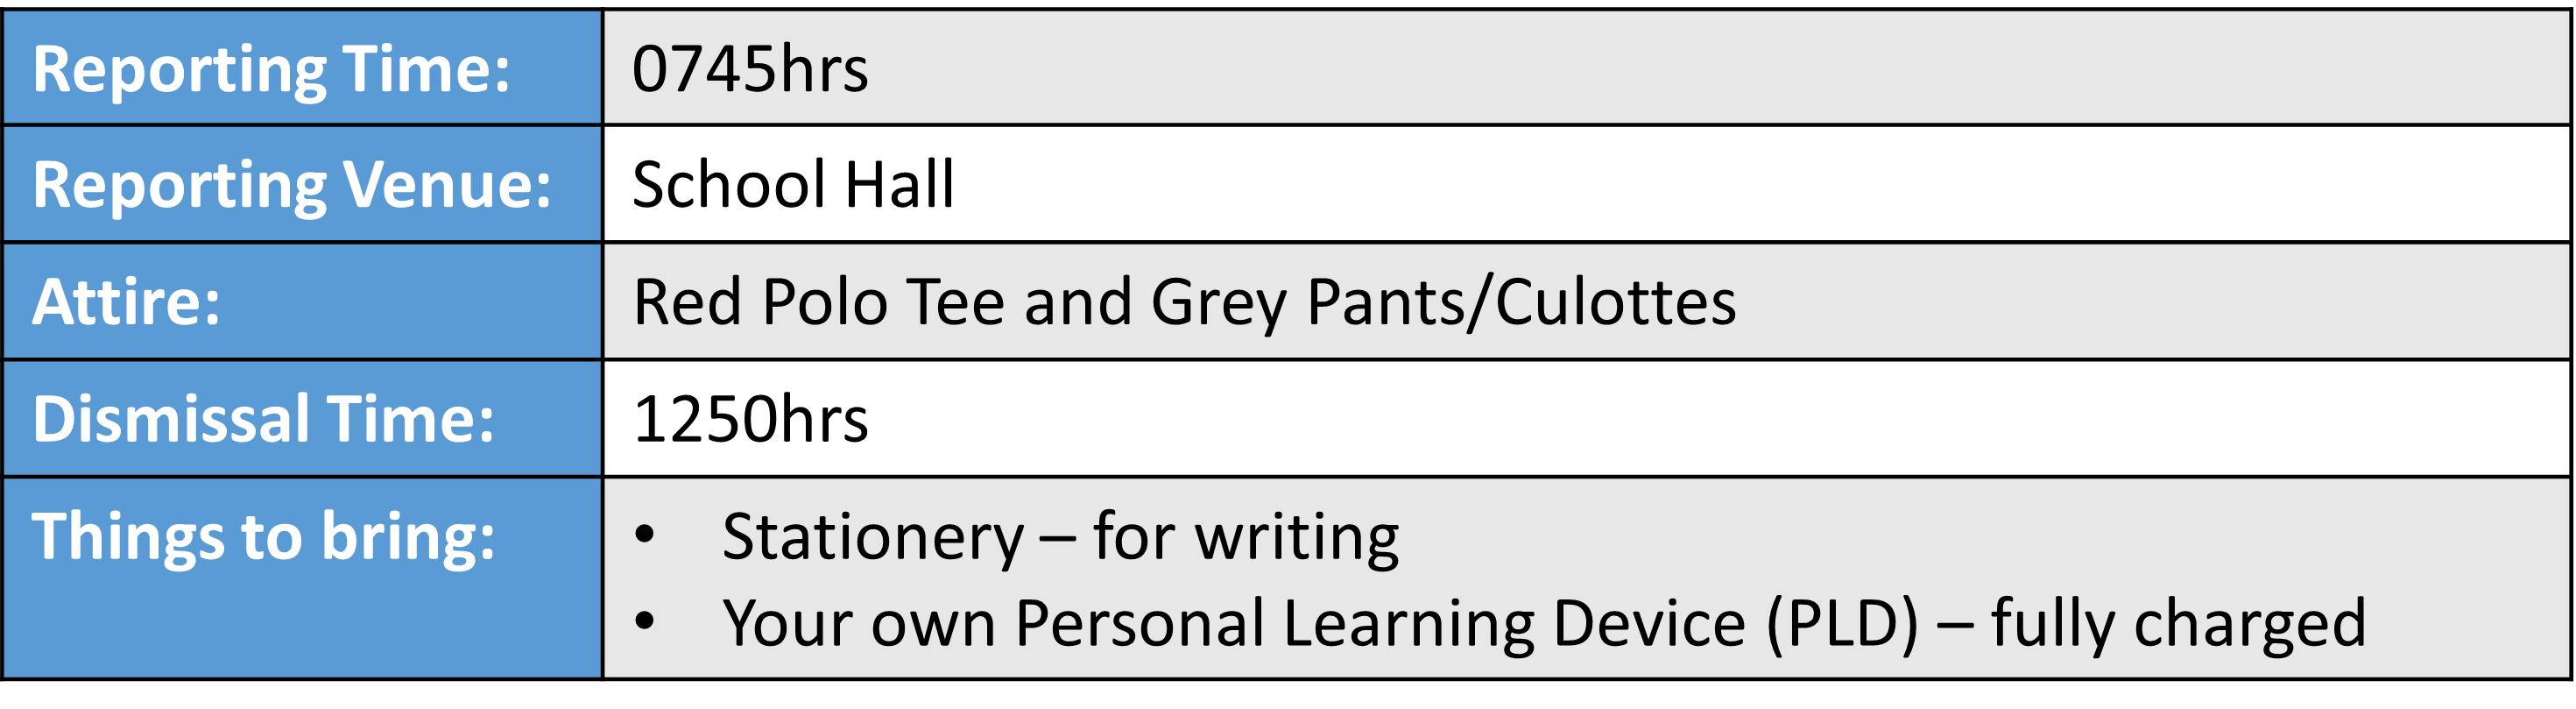 Reporting Time: 0745hrs
Reporting Venue: School Hall
Attire: Red Polo Tee and Grey Pants/Culottes
Dismissal Time: 1250hrs
Things to bring: • Stationery – for writing
• Your own Personal Learning Device (PLD) – fully charged